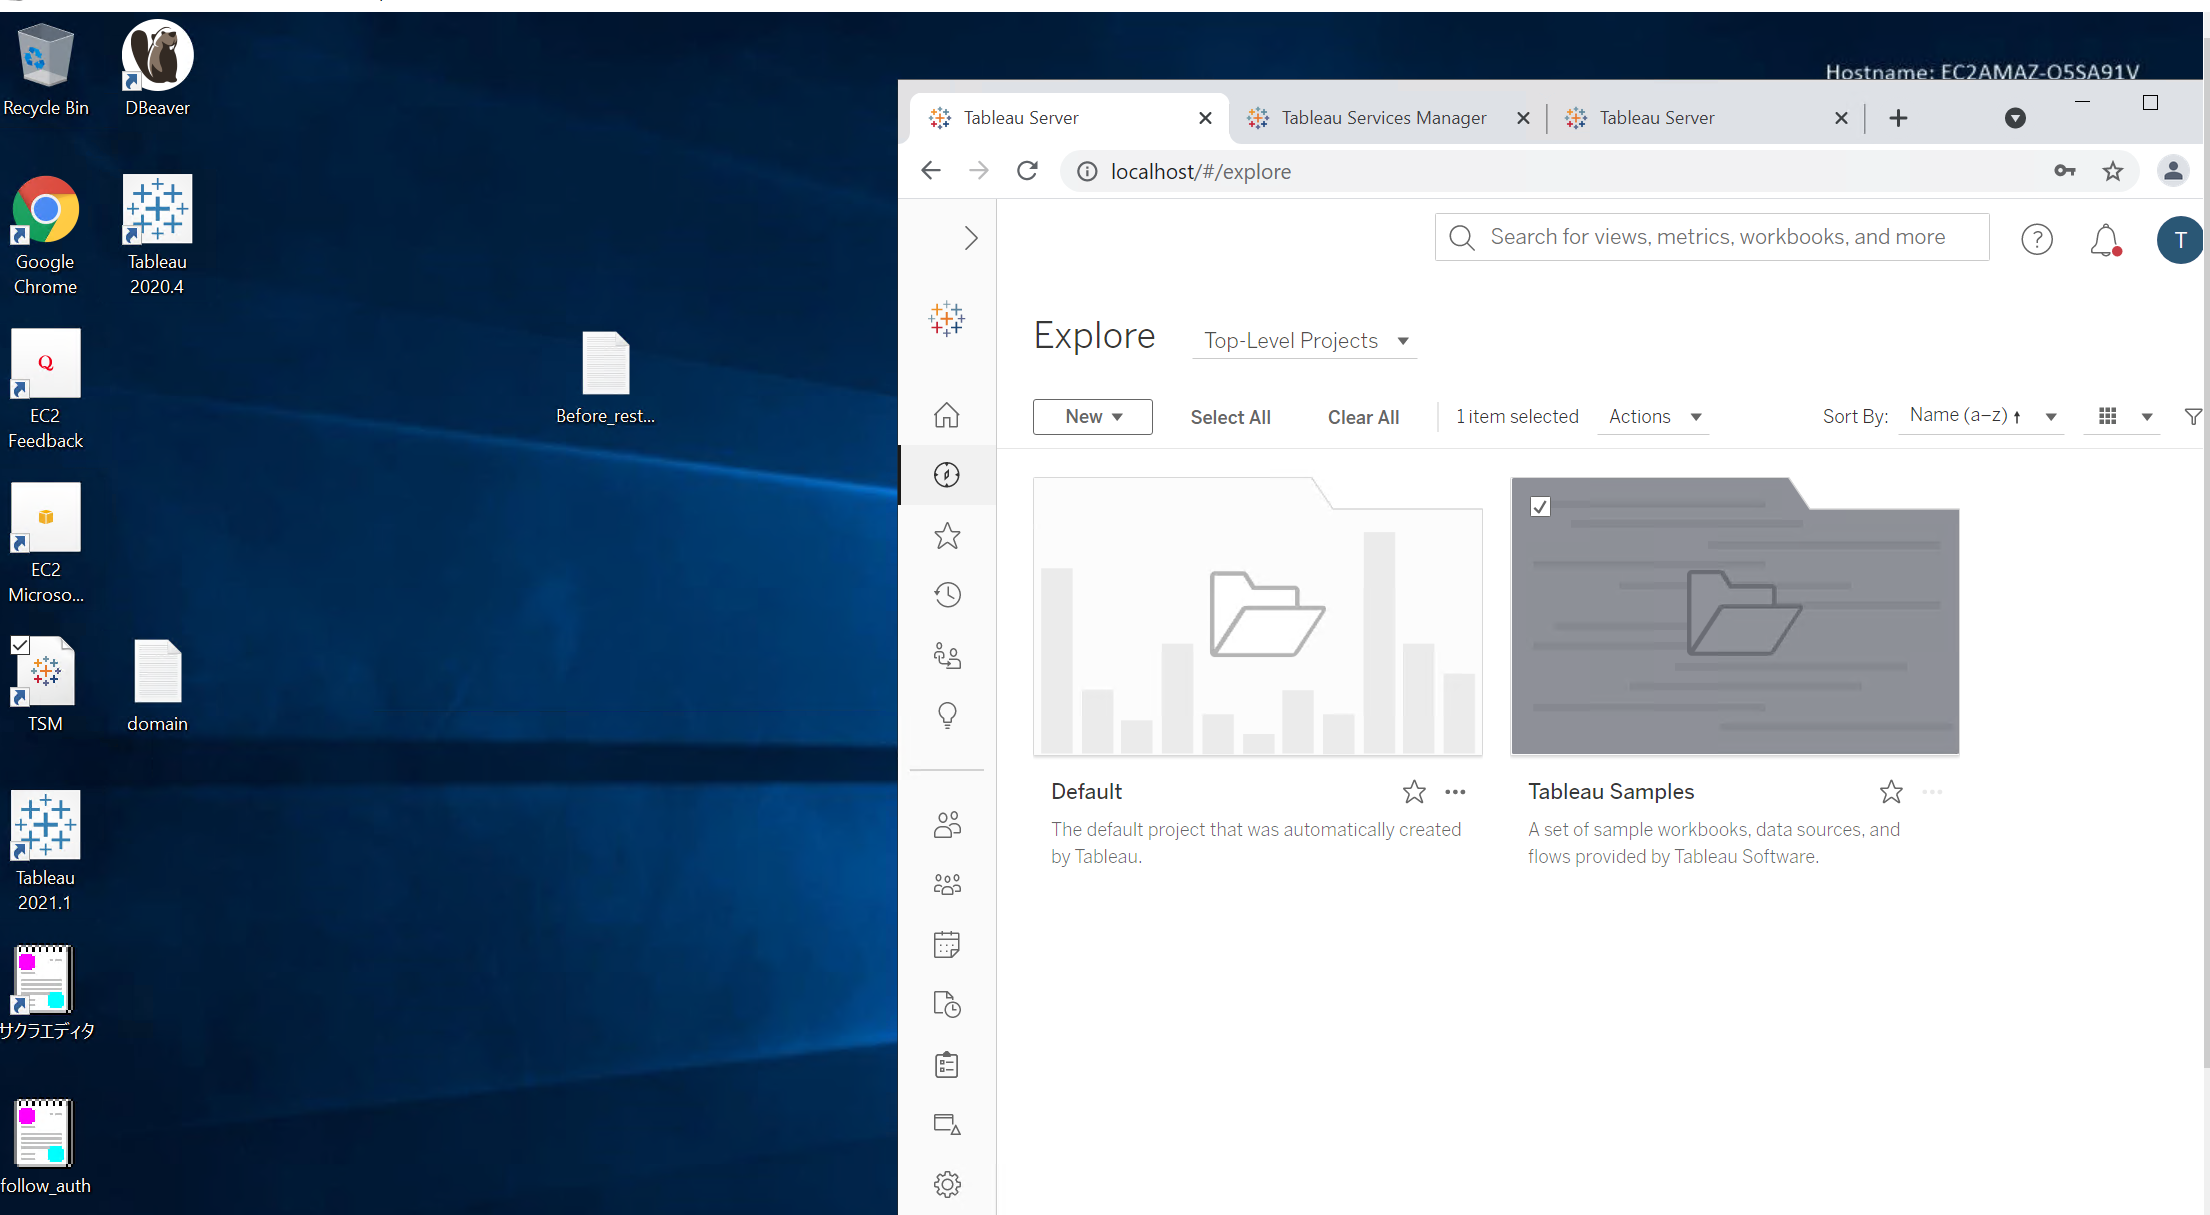 Recycle Bin
DBeaver
Google
Chrome
Tableau
2020.4
Q
EC2
Feedback
Before_rest...
EC2
Microso...
TSM
domain
Tableau
2021.1
サクラエディタ
follow_auth
Hostname: EC2AMAZ-O5SA91V
Tableau Server
Tableau Services Manager
Tableau Server
localhost/#/explore
Search for views, metrics, workbooks, and more
?
T
Explore
Top-Level Projects
New
Select All
Clear All
1 item selected
Actions
Sort By:
Name (a–z)
Default
The default project that was automatically created
by Tableau.
Tableau Samples
A set of sample workbooks, data sources, and
flows provided by Tableau Software.